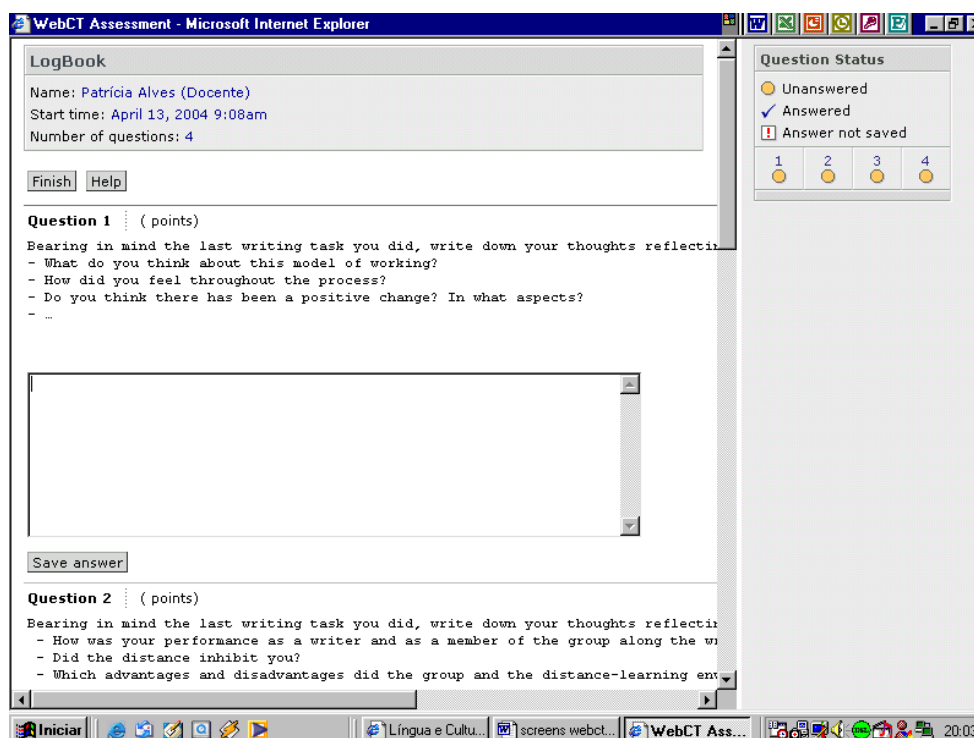 WebCT Assessment - Microsoft Internet Explorer
LogBook
Name: Patrícia Alves (Docente)
Start time: April 13, 2004 9:08am
Number of questions: 4
Finish Help
Question 1 ( points)
Bearing in mind the last writing task you did, write down your thoughts reflectin
- What do you think about this model of working?
- How did you feel throughout the process?
- Do you think there has been a positive change? In what aspects?
- …
Save answer
Question 2 ( points)
Bearing in mind the last writing task you did, write down your thoughts reflectin
- How was your performance as a writer and as a member of the group along the
- Did the distance inhibit you?
- Which advantages and disadvantages did the group and the distance-learning
Question Status
Unanswered
Answered
Answer not saved
1 2 3 4
Iniciar
Língua e Cultu...
screens webct...
WebCT Ass...